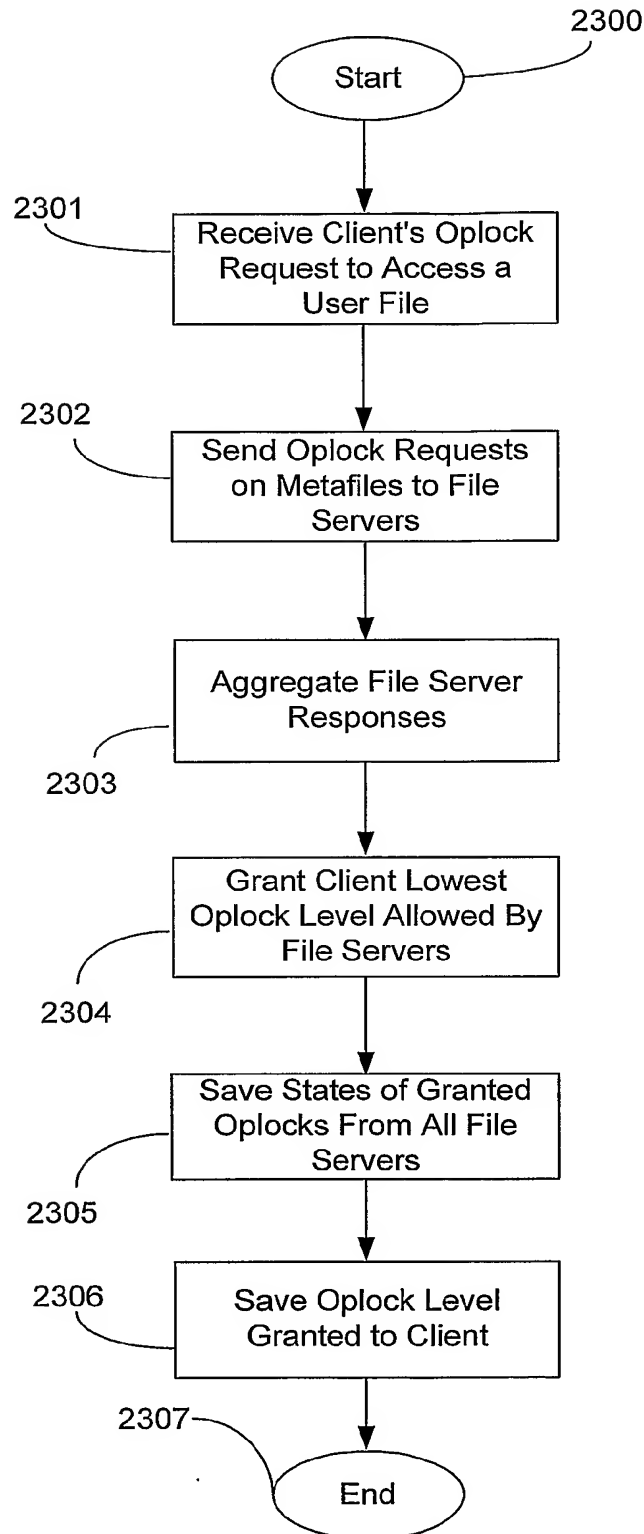 2300
Start
2301
Receive Client's Oplock
Request to Access a
User File
2302
Send Oplock Requests
on Metafiles to File
Servers
Aggregate File Server
Responses
2303
Grant Client Lowest
Oplock Level Allowed By
File Servers
2304
Save States of Granted
Oplocks From All File
Servers
2305
2306
Save Oplock Level
Granted to Client
2307
End